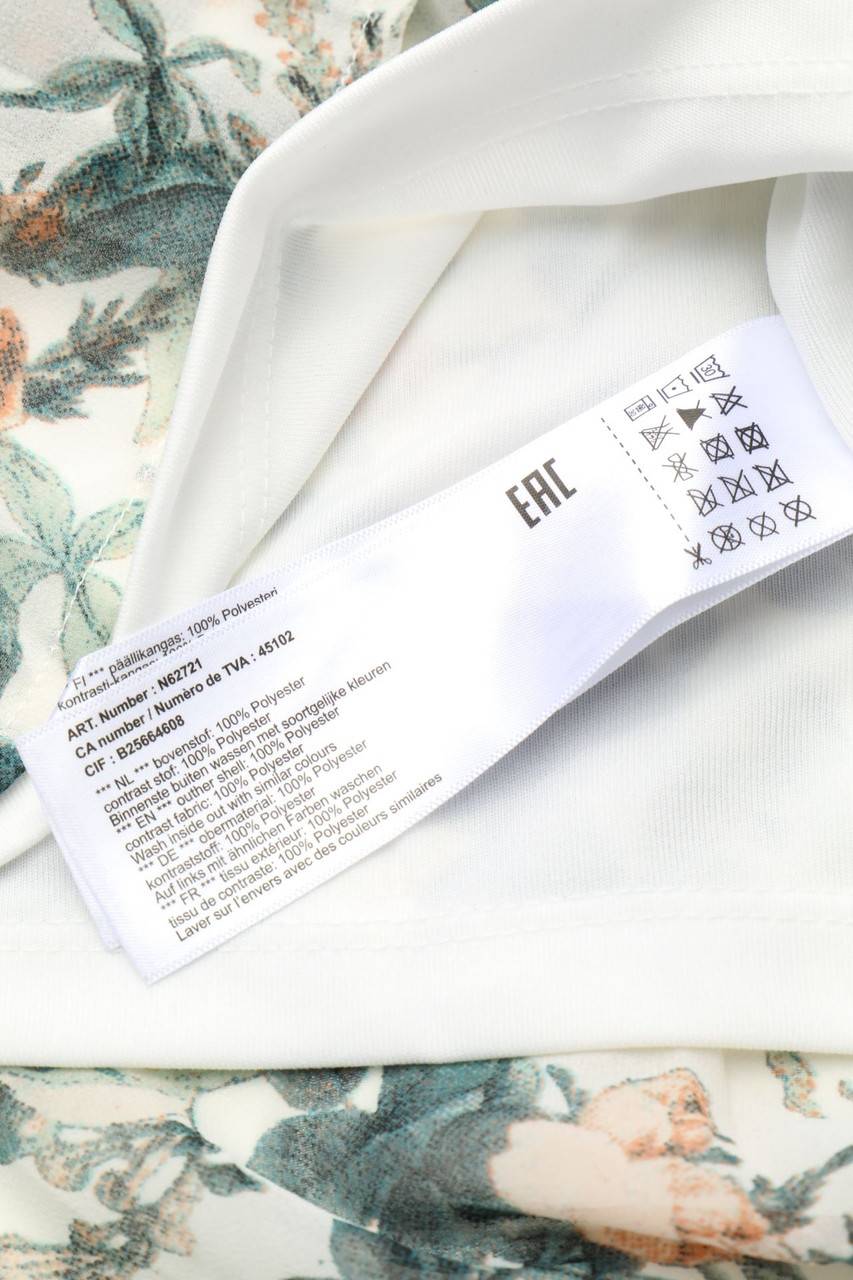 FI *** päällikangas: 100% Polyesteri
ART. Number : N62721
CA number / Numèro de TVA : 45102
CIF : B25664608
*** NL *** bovenstof: 100% Polyester
contrast stof: 100% Polyester
Binnenste buiten wassen met soortgelijke kleuren
*** EN *** outher shell: 100% Polyester
contrast fabric: 100% Polyester
Wash inside out with similar colours
*** DE *** obermaterial: 100% Polyester
kontraststoff: 100% Polyester
Auf links mit ähnlichen Farben waschen
*** FR *** tissu extérieur: 100% Polyester
tissu de contraste: 100% Polyester
Laver sur l'envers avec des couleurs similaires
EAC
30